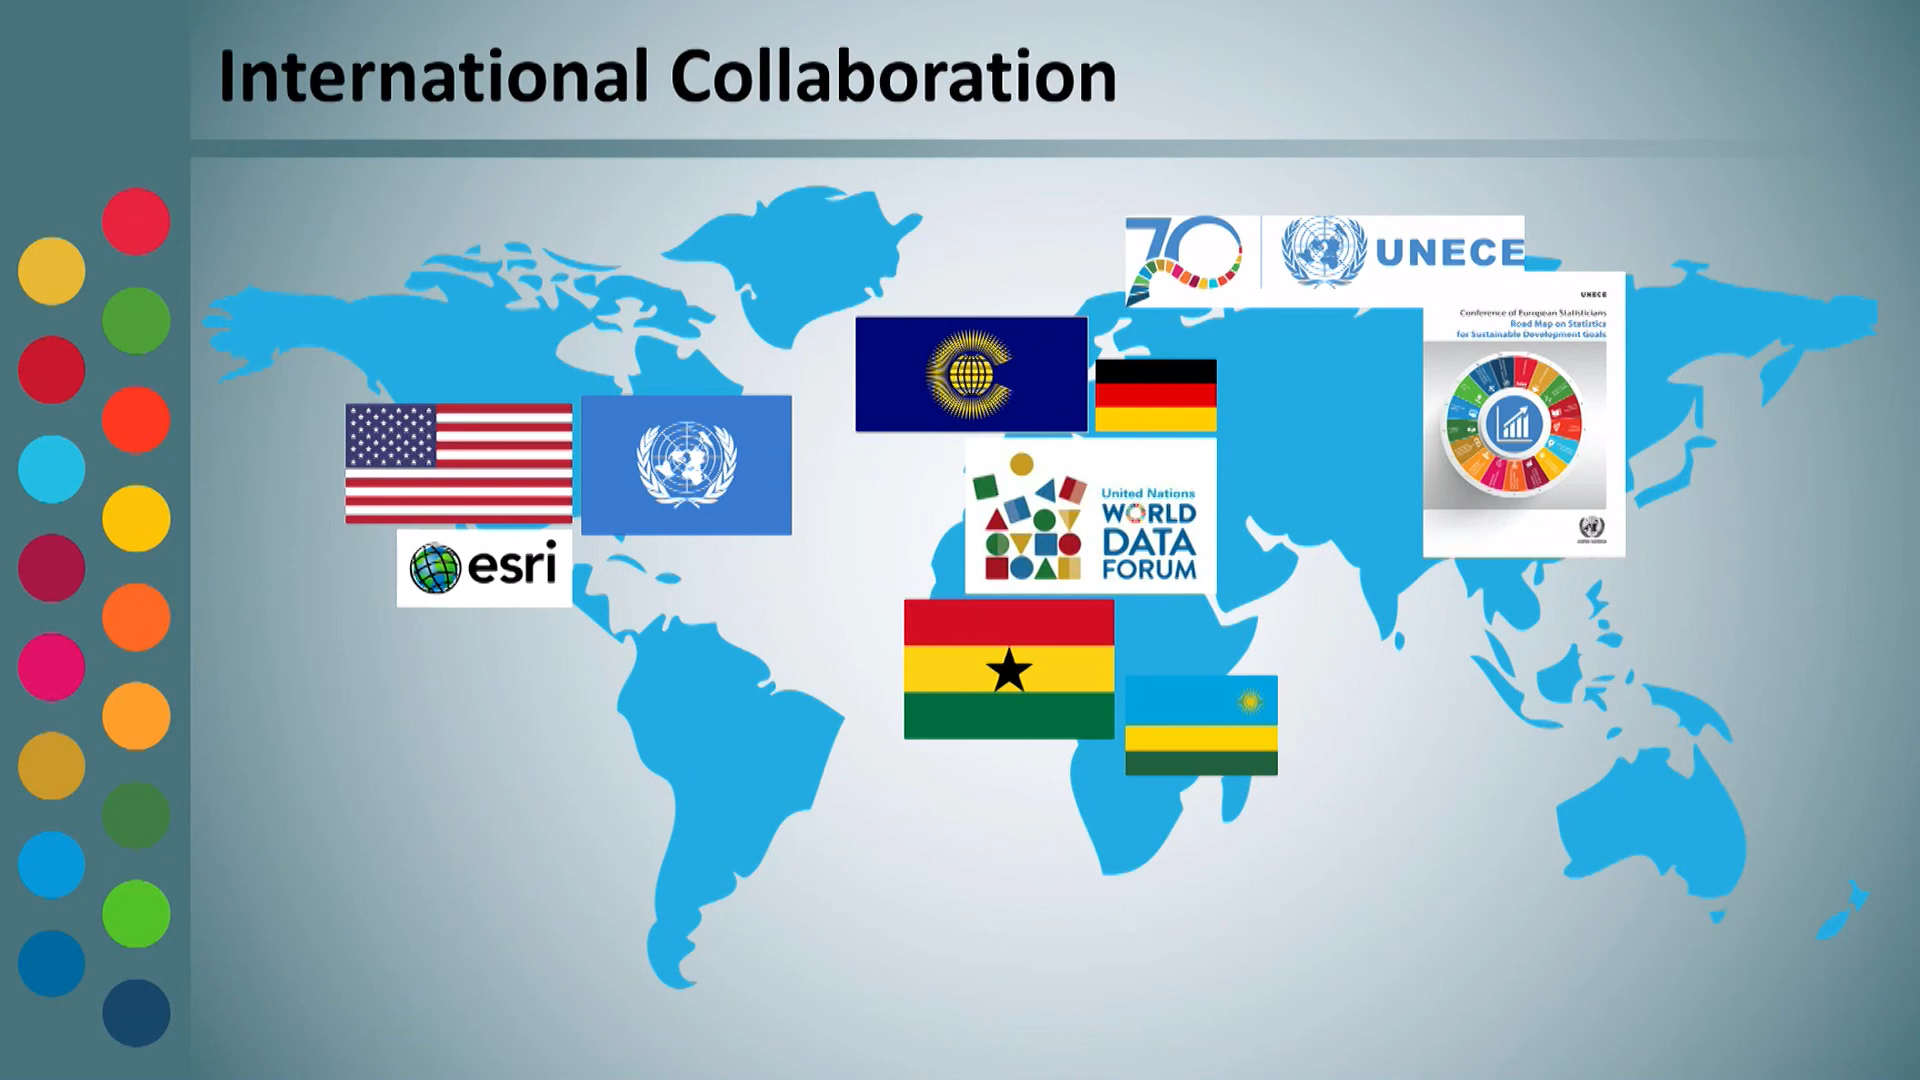 International Collaboration
70
UNECE
UNECE
Conference of European Statisticians
Road Map on Statistics
for Sustainable Development Goals
esri
United Nations
WORLD
DATA
FORUM